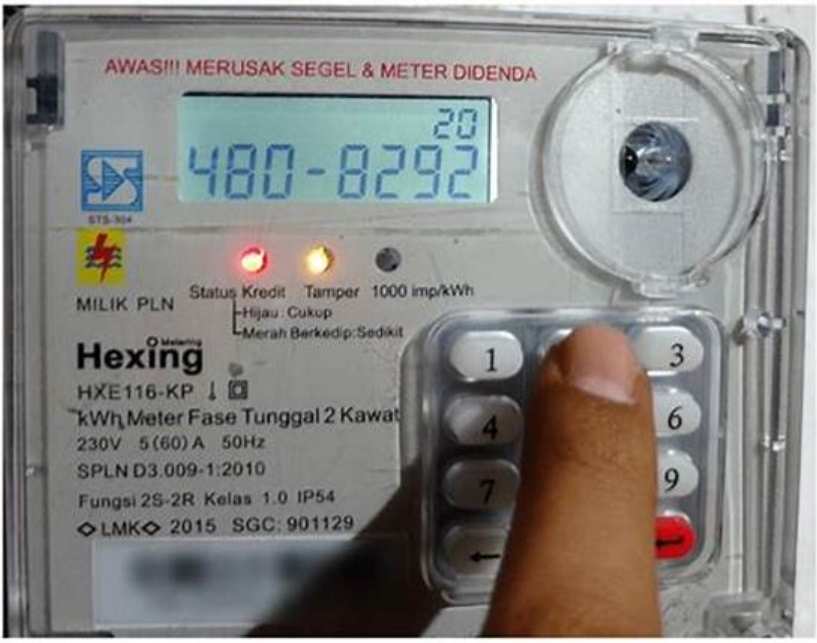 AWAS!!! MERUSAK SEGEL & METER DIDENDA
20
480-8292
STS-304
MILIK PLN
Status Kredit Tamper 1000 imp/kWh
Hijau : Cukup
Merah Berkedip: Sedikit
Hexing Metering
HXE116-KP
kWh Meter Fase Tunggal 2 Kawat
230V 5(60)A 50Hz
SPLN D3.009-1:2010
Fungsi 2S-2R Kelas 1.0 IP54
LMK 2015 SGC: 901129
1 3
4 6
7 9